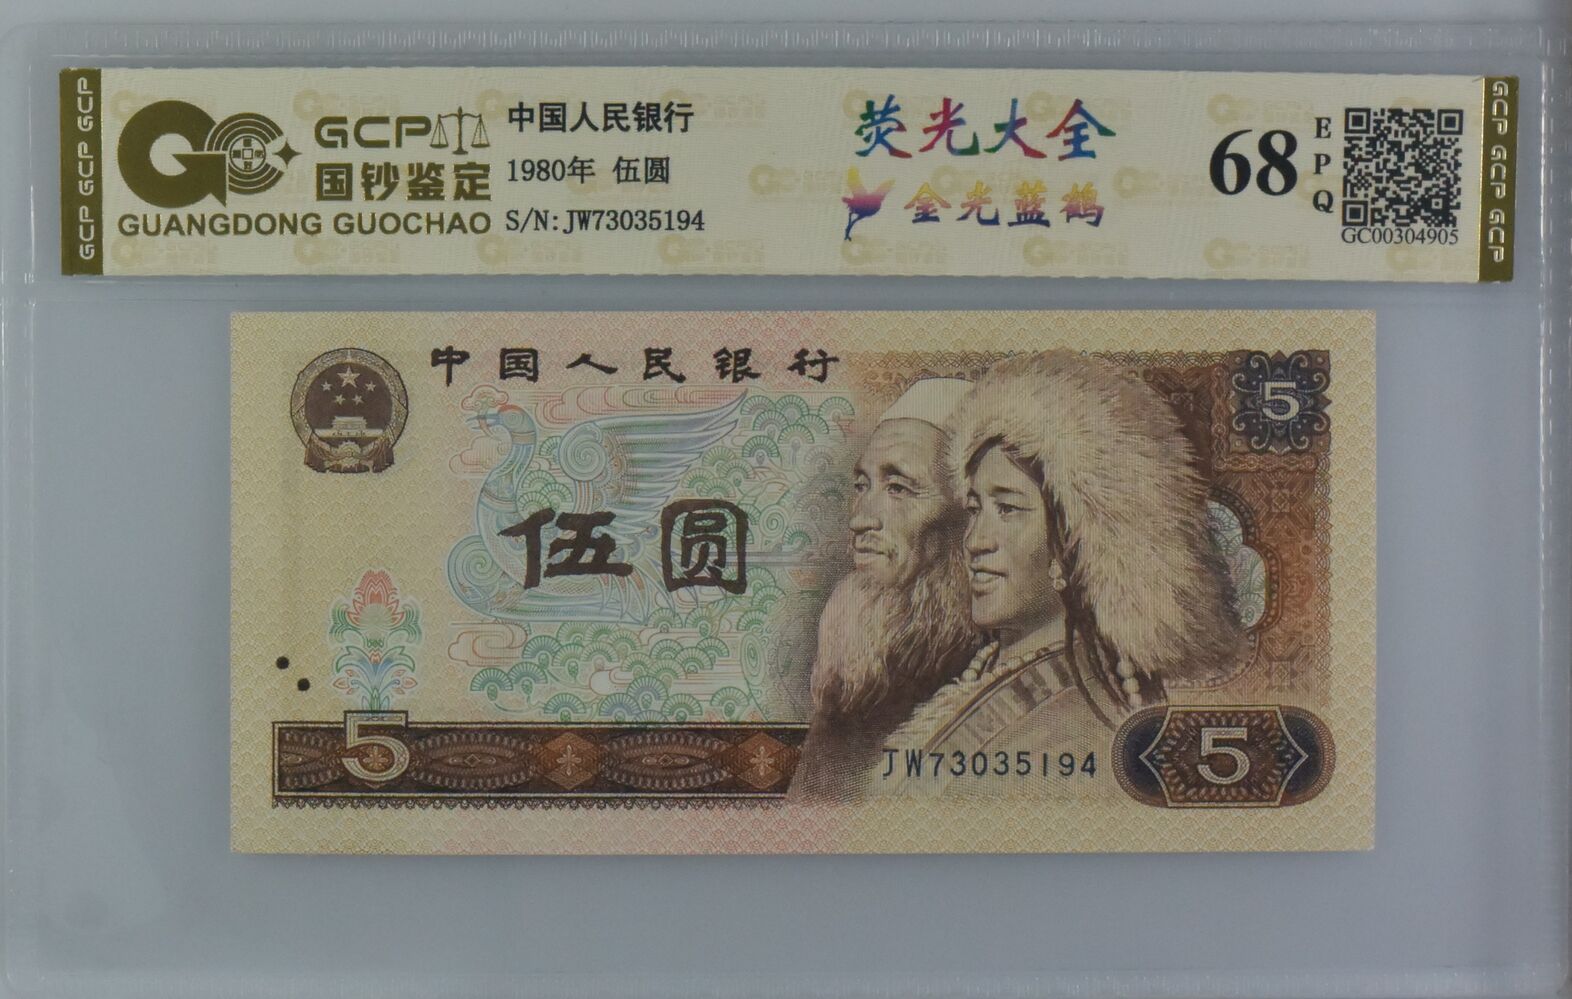 GCP GCP GCP
GCP
国钞鉴定
GUANGDONG GUOCHAO
中国人民银行
1980年 伍圆
S/N:JW73035194
荧光大全
金光蓝鹤
68
EPQ
GC00304905
GCP GCP GCP
中国人民银行
5
伍圆
5
JW73035194
5